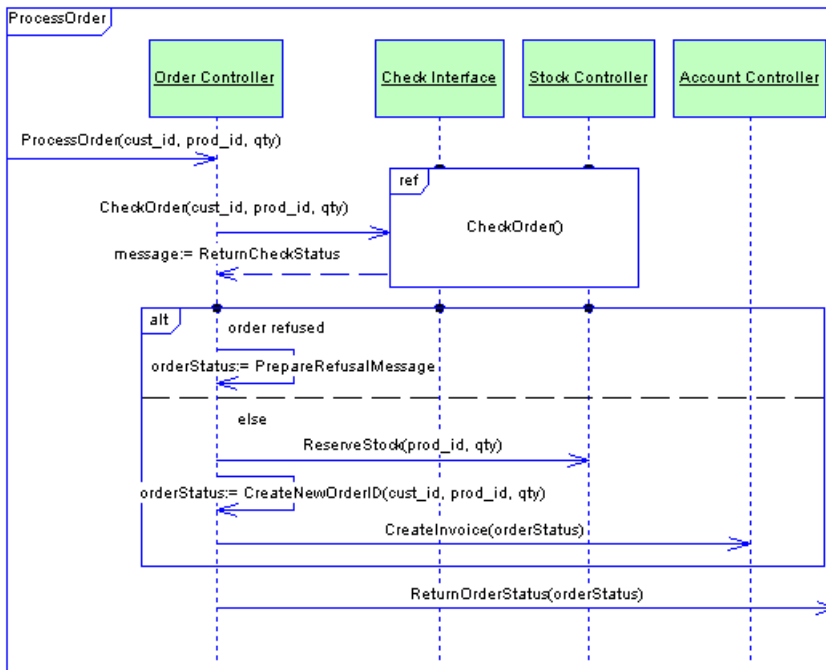 ProcessOrder
Order Controller
Check Interface
Stock Controller
Account Controller
ProcessOrder(cust_id, prod_id, qty)
ref
CheckOrder(cust_id, prod_id, qty)
CheckOrder()
message:= ReturnCheckStatus
alt
order refused
orderStatus:= PrepareRefusalMessage
else
ReserveStock(prod_id, qty)
orderStatus:= CreateNewOrderID(cust_id, prod_id, qty)
CreateInvoice(orderStatus)
ReturnOrderStatus(orderStatus)